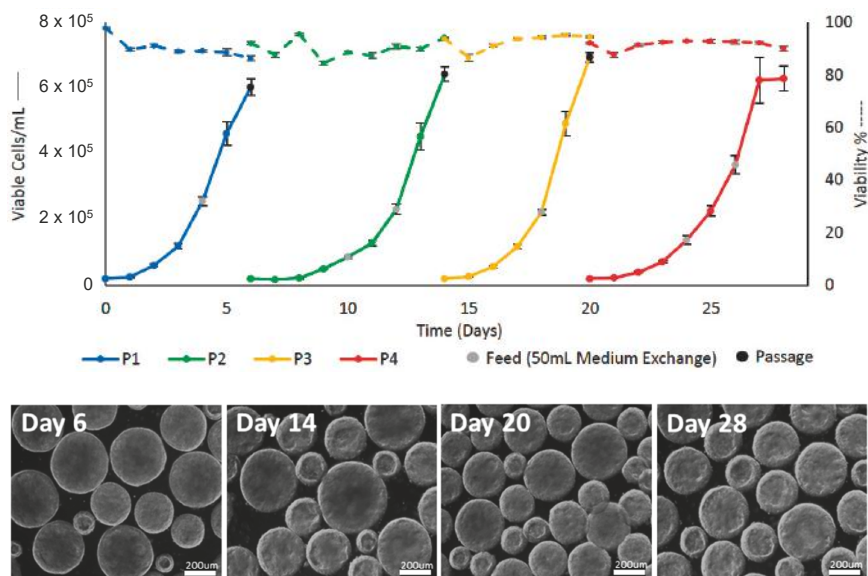 8 x 10⁵
6 x 10⁵
4 x 10⁵
2 x 10⁵
0
Viable Cells/mL
100
80
60
40
20
0
Viability % -----
0 5 10 15 20 25
Time (Days)
P1 P2 P3 P4 Feed (50mL Medium Exchange) Passage
Day 6 Day 14 Day 20 Day 28
200um 200um 200um 200um